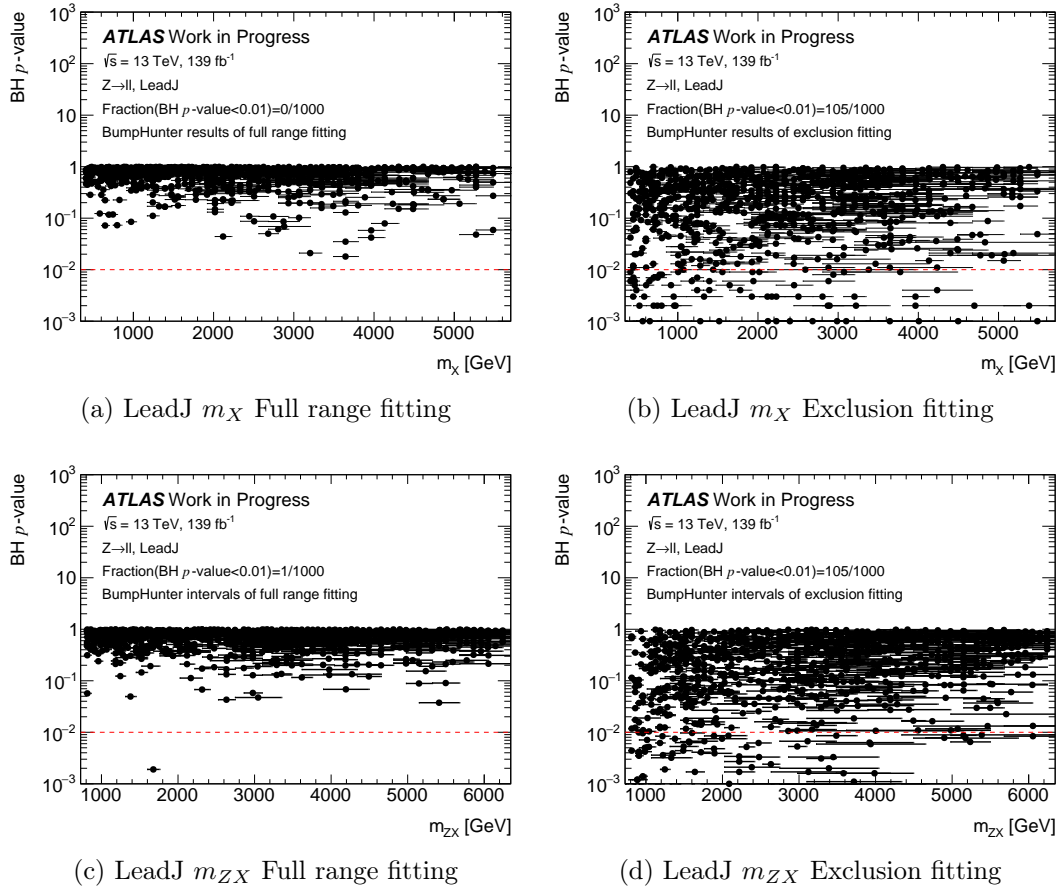 BH p-value
10³
10²
10
1
10⁻¹
10⁻²
10⁻³
ATLAS Work in Progress
√s = 13 TeV, 139 fb⁻¹
Z→ll, LeadJ
Fraction(BH p-value<0.01)=0/1000
BumpHunter results of full range fitting
1000 2000 3000 4000 5000
m_X [GeV]
(a) LeadJ m_X Full range fitting
BH p-value
10³
10²
10
1
10⁻¹
10⁻²
10⁻³
ATLAS Work in Progress
√s = 13 TeV, 139 fb⁻¹
Z→ll, LeadJ
Fraction(BH p-value<0.01)=105/1000
BumpHunter results of exclusion fitting
1000 2000 3000 4000 5000
m_X [GeV]
(b) LeadJ m_X Exclusion fitting
BH p-value
10³
10²
10
1
10⁻¹
10⁻²
10⁻³
ATLAS Work in Progress
√s = 13 TeV, 139 fb⁻¹
Z→ll, LeadJ
Fraction(BH p-value<0.01)=1/1000
BumpHunter intervals of full range fitting
1000 2000 3000 4000 5000 6000
m_ZX [GeV]
(c) LeadJ m_ZX Full range fitting
BH p-value
10³
10²
10
1
10⁻¹
10⁻²
10⁻³
ATLAS Work in Progress
√s = 13 TeV, 139 fb⁻¹
Z→ll, LeadJ
Fraction(BH p-value<0.01)=105/1000
BumpHunter intervals of exclusion fitting
1000 2000 3000 4000 5000 6000
m_ZX [GeV]
(d) LeadJ m_ZX Exclusion fitting